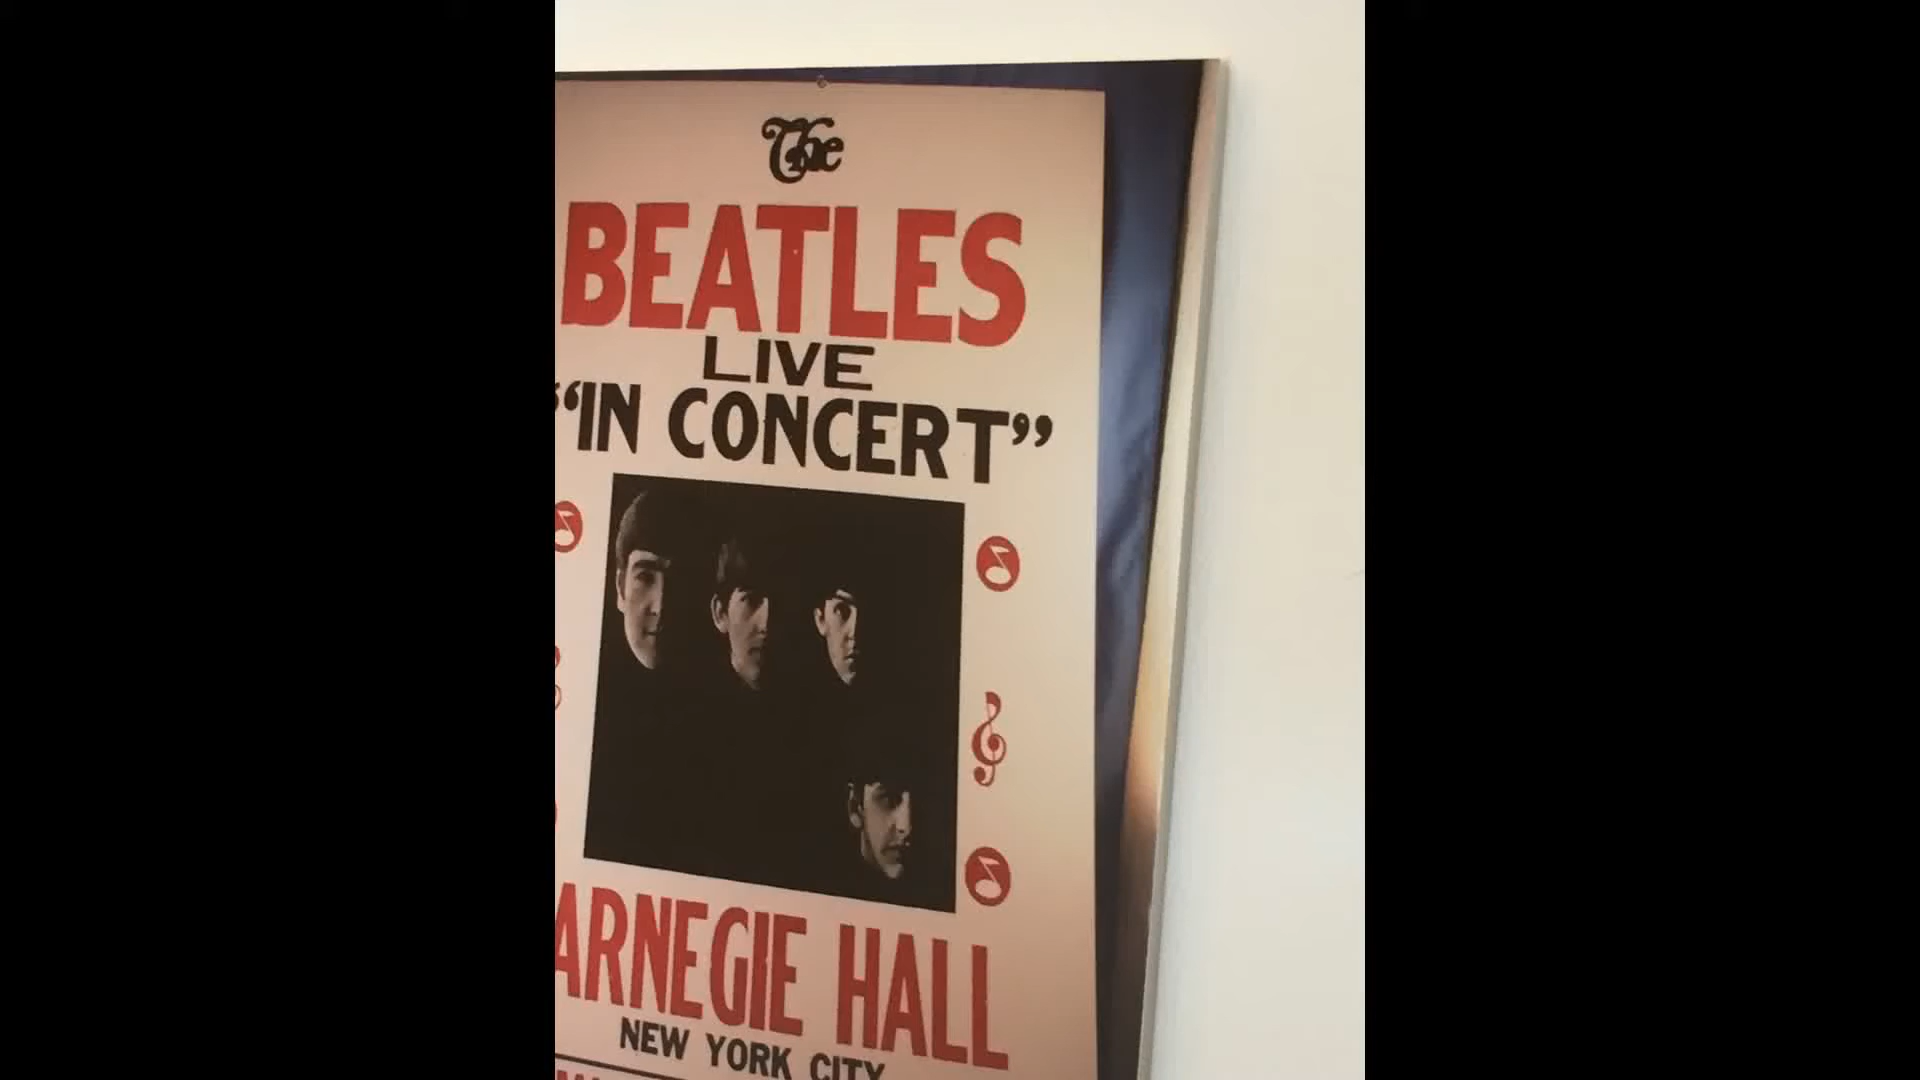 The
BEATLES
LIVE
“IN CONCERT”
ARNEGIE HALL
NEW YORK CITY